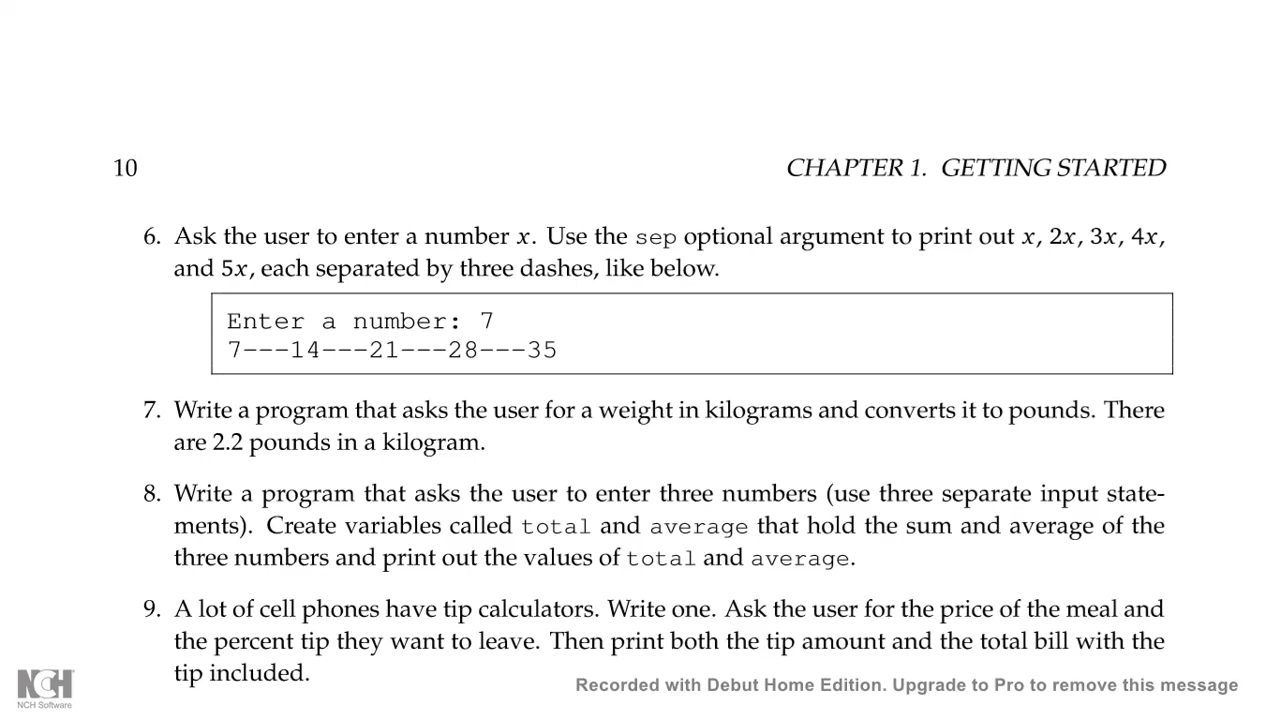 10 CHAPTER 1. GETTING STARTED
6. Ask the user to enter a number x. Use the sep optional argument to print out x, 2x, 3x, 4x,
and 5x, each separated by three dashes, like below.
Enter a number: 7
7---14---21---28---35
7. Write a program that asks the user for a weight in kilograms and converts it to pounds. There
are 2.2 pounds in a kilogram.
8. Write a program that asks the user to enter three numbers (use three separate input state-
ments). Create variables called total and average that hold the sum and average of the
three numbers and print out the values of total and average.
9. A lot of cell phones have tip calculators. Write one. Ask the user for the price of the meal and
the percent tip they want to leave. Then print both the tip amount and the total bill with the
tip included.
NCH
NCH Software
Recorded with Debut Home Edition. Upgrade to Pro to remove this message